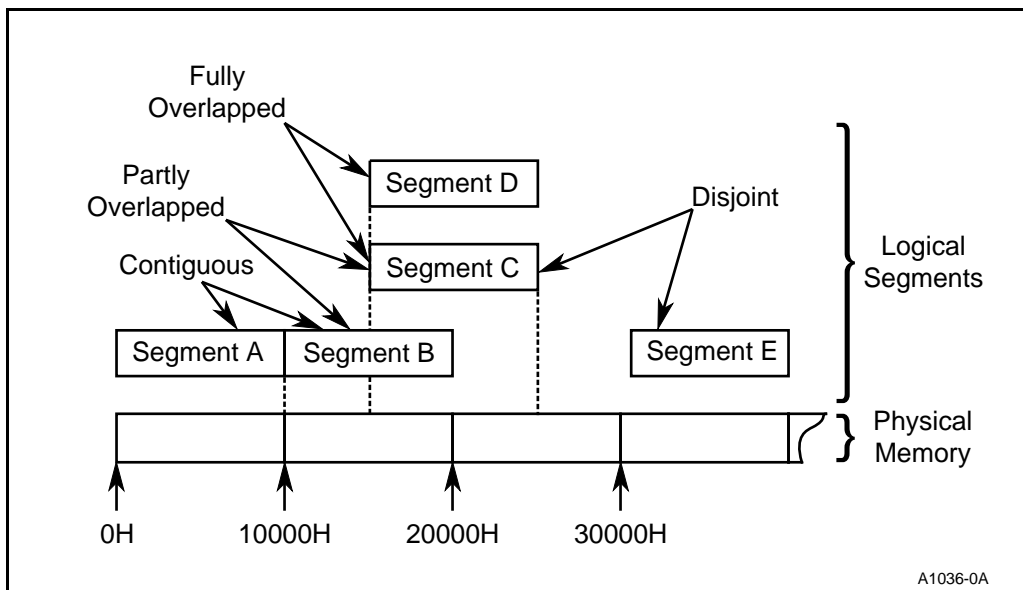 Fully
Overlapped
Segment D
Partly
Overlapped
Disjoint
Segment C
Logical
Segments
Contiguous
Segment A
Segment B
Segment E
Physical
Memory
0H
10000H
20000H
30000H
A1036-0A